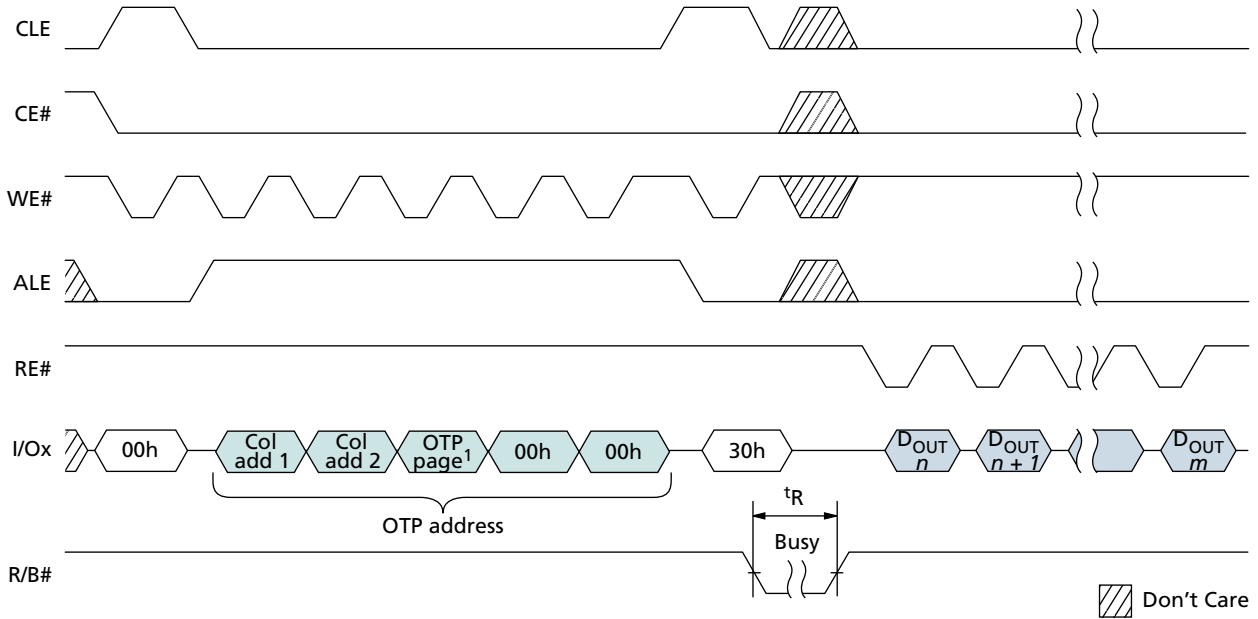 CLE
CE#
WE#
ALE
RE#
I/Ox
00h
Col
add 1
Col
add 2
OTP
page¹
00h
00h
30h
DOUT
n
DOUT
n + 1
DOUT
m
OTP address
tR
Busy
R/B#
Don't Care